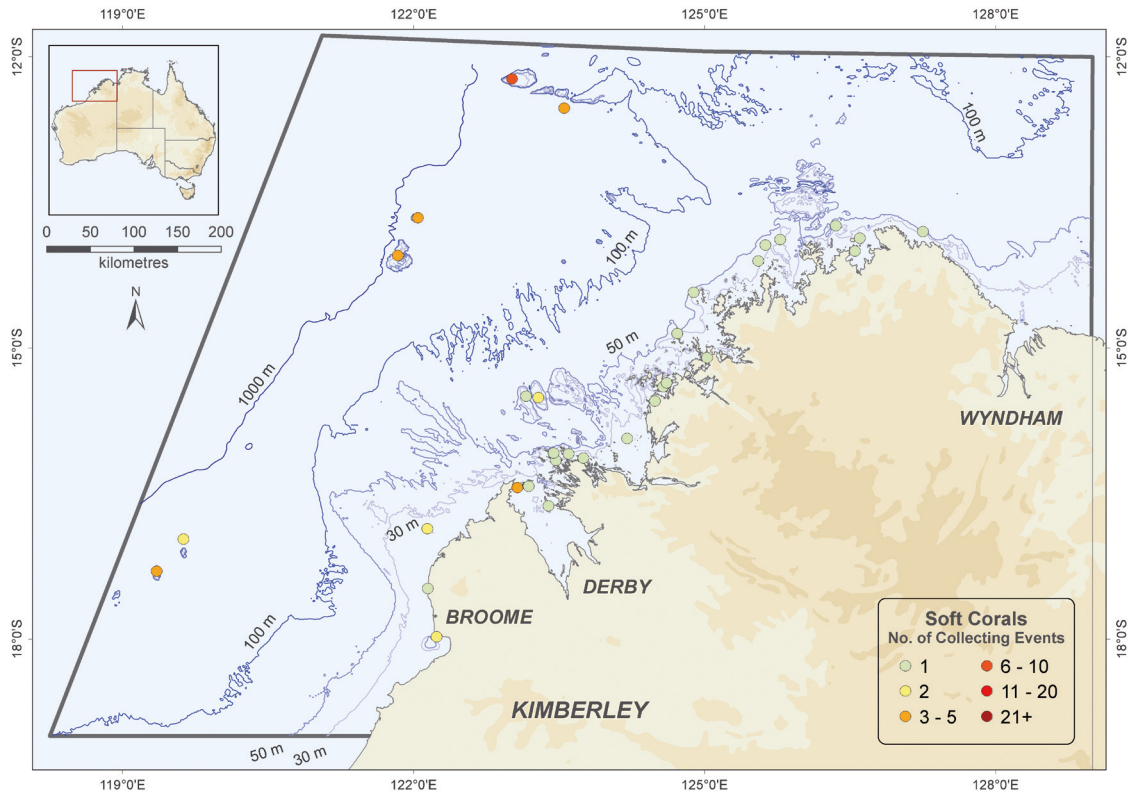 119°0'E 122°0'E 125°0'E 128°0'E
12°0'S 12°0'S
100 m
0 50 100 150 200
kilometres
100 m
N
50 m
15°0'S 15°0'S
1000 m
WYNDHAM
30 m
DERBY
BROOME
100 m
18°0'S 18°0'S
Soft Corals
No. of Collecting Events
1 6 - 10
2 11 - 20
3 - 5 21+
KIMBERLEY
50 m 30 m
119°0'E 122°0'E 125°0'E 128°0'E